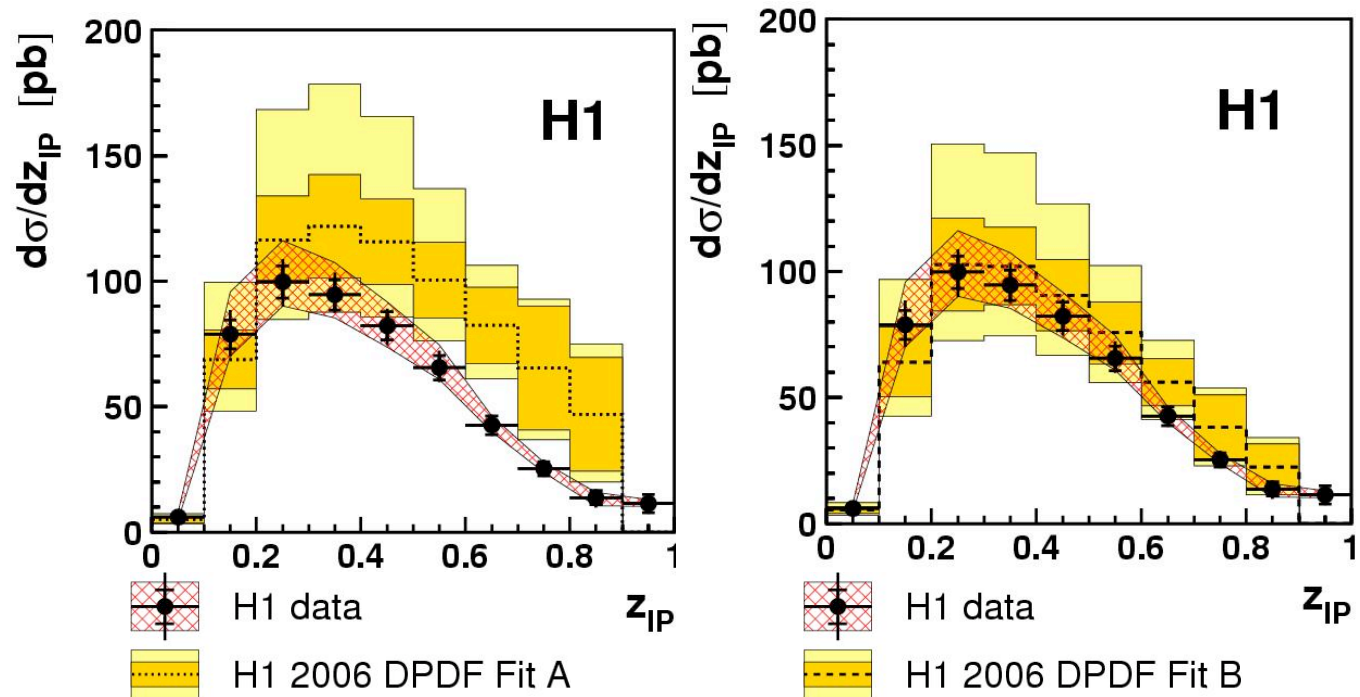 dσ/dz_IP [pb]
200
150
100
50
0
H1
0 0.2 0.4 0.6 0.8 1
z_IP
H1 data
H1 2006 DPDF Fit A
dσ/dz_IP [pb]
200
150
100
50
0
H1
0 0.2 0.4 0.6 0.8 1
z_IP
H1 data
H1 2006 DPDF Fit B